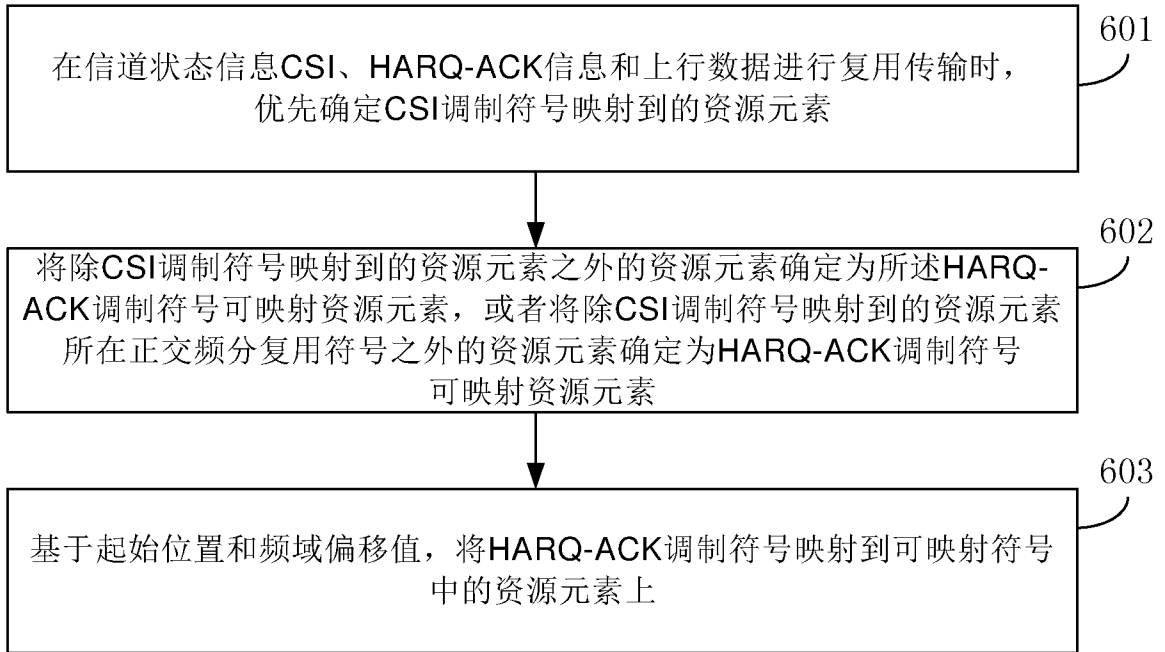 601
在信道状态信息CSI、HARQ-ACK信息和上行数据进行复用传输时，
优先确定CSI调制符号映射到的资源元素
602
将除CSI调制符号映射到的资源元素之外的资源元素确定为所述HARQ-
ACK调制符号可映射资源元素，或者将除CSI调制符号映射到的资源元素
所在正交频分复用符号之外的资源元素确定为HARQ-ACK调制符号
可映射资源元素
603
基于起始位置和频域偏移值，将HARQ-ACK调制符号映射到可映射符号
中的资源元素上